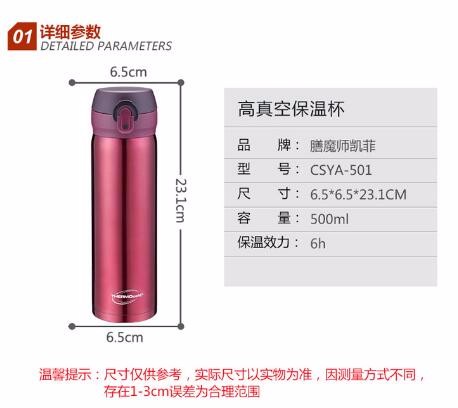 01 详细参数
DETAILED PARAMETERS
6.5cm
23.1cm
THERMOcafé
6.5cm
高真空保温杯
品 牌： 膳魔师凯菲
型 号： CSYA-501
尺 寸： 6.5*6.5*23.1CM
容 量： 500ml
保温效力： 6h
温馨提示：尺寸仅供参考，实际尺寸以实物为准，因测量方式不同，
存在1-3cm误差为合理范围